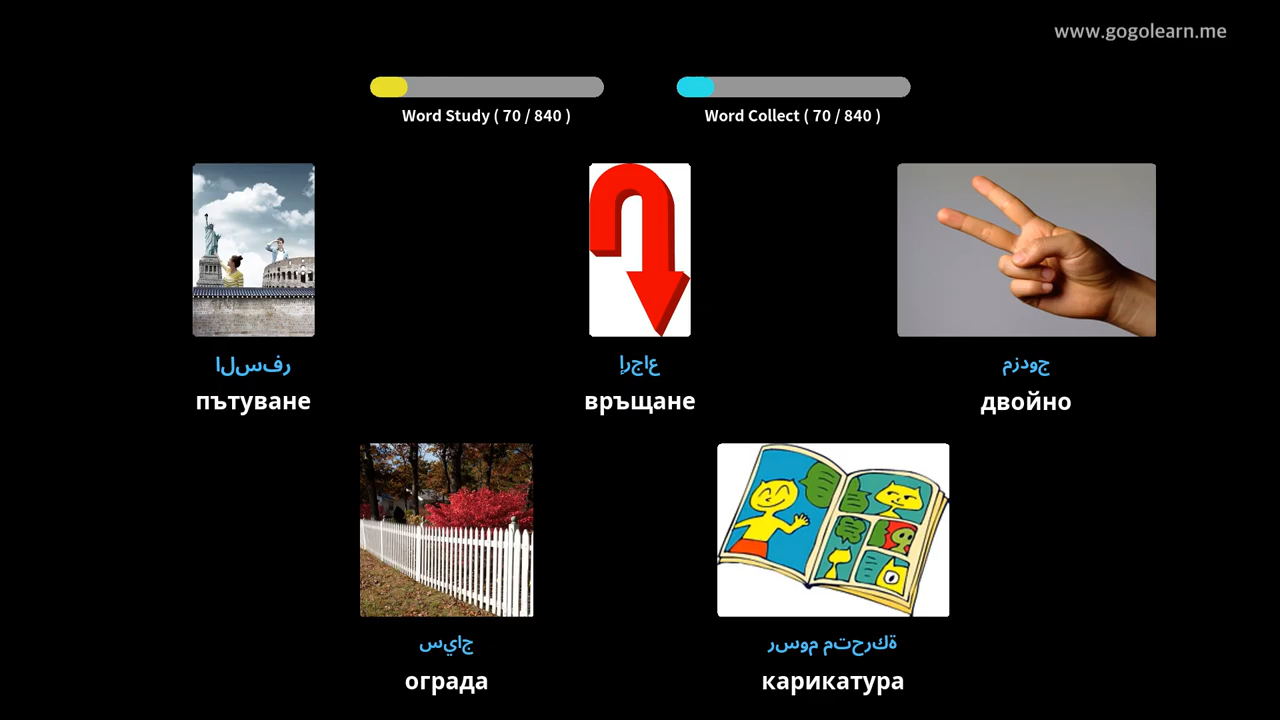 www.gogolearn.me
Word Study ( 70 / 840 )
Word Collect ( 70 / 840 )
السفر
пътуване
إرجاع
връщане
مزدوج
двойно
سياج
ограда
رسوم متحركة
карикатура